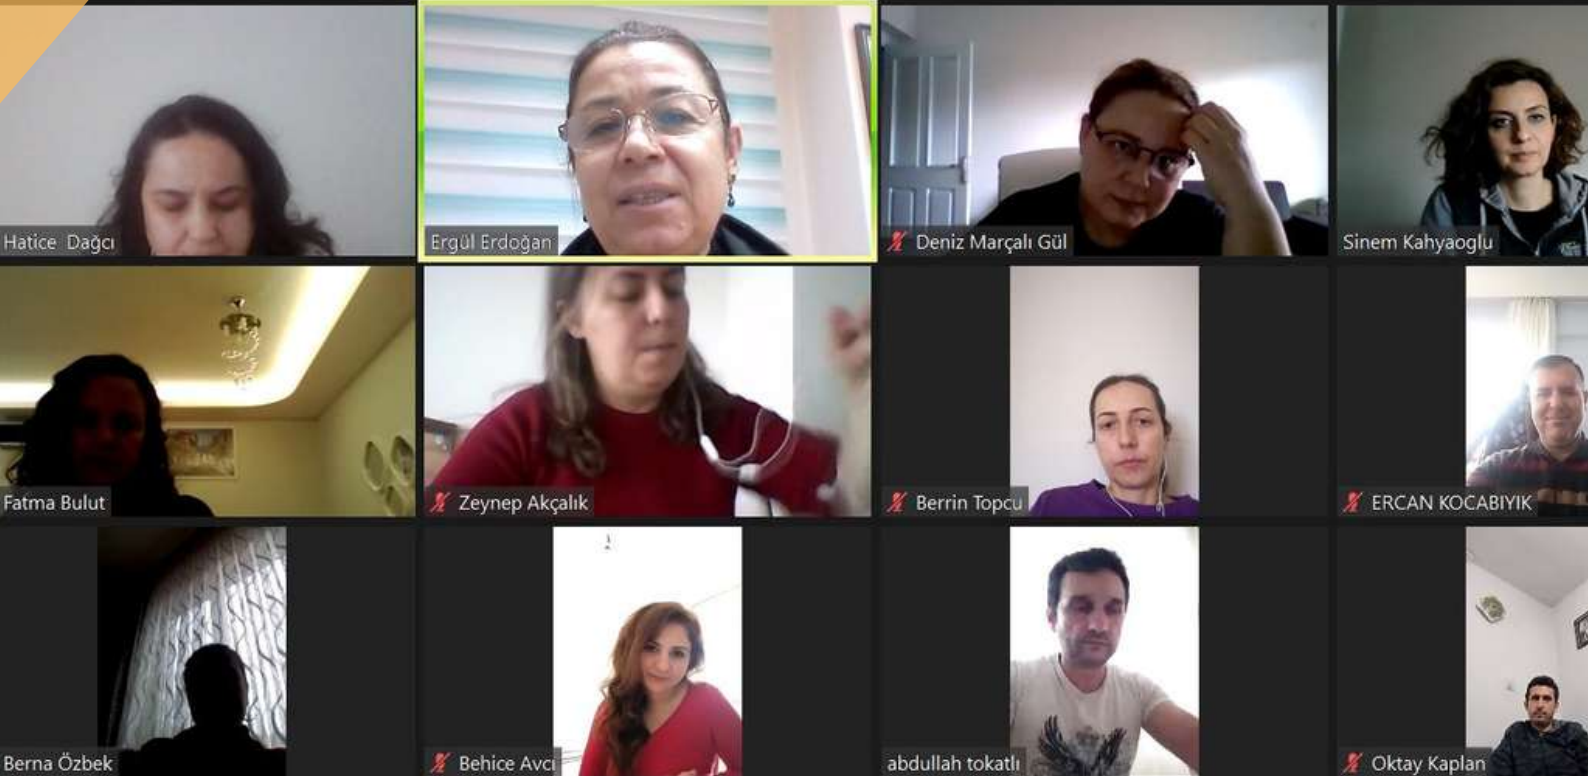 Hatice Dağcı
Ergül Erdoğan
Deniz Marçalı Gül
Sinem Kahyaoglu
Fatma Bulut
Zeynep Akçalık
Berrin Topcu
ERCAN KOCABIYIK
Berna Özbek
Behice Avcı
abdullah tokatlı
Oktay Kaplan